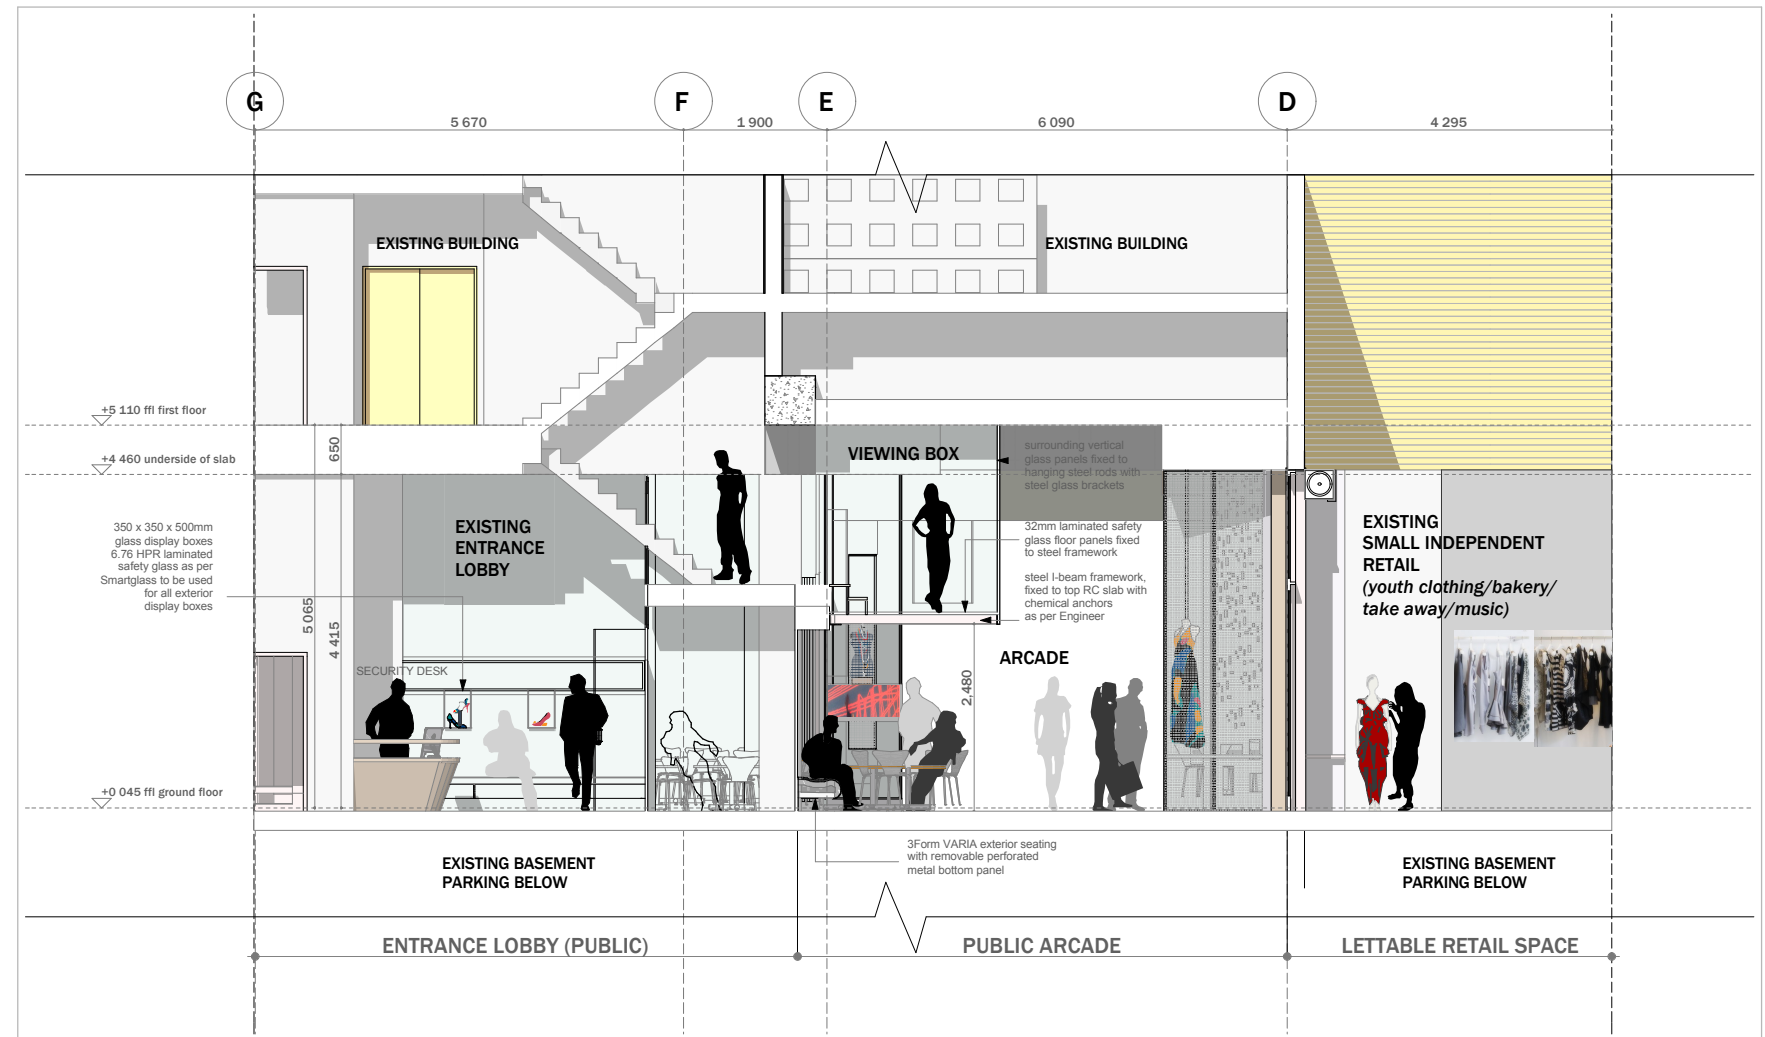 G
F
E
D
5 670
1 900
6 090
4 295
EXISTING BUILDING
EXISTING BUILDING
+5 110 ffl first floor
650
+4 460 underside of slab
VIEWING BOX
surrounding vertical
glass panels fixed to
hanging steel rods with
steel glass brackets
350 x 350 x 500mm
glass display boxes
6.76 HPR laminated
safety glass as per
Smartglass to be used
for all exterior
display boxes
EXISTING
ENTRANCE
LOBBY
32mm laminated safety
glass floor panels fixed
to steel framework
steel I-beam framework,
fixed to top RC slab with
chemical anchors
as per Engineer
EXISTING
SMALL INDEPENDENT
RETAIL
(youth clothing/bakery/
take away/music)
5 065
4 415
SECURITY DESK
ARCADE
2,480
+0 045 ffl ground floor
3Form VARIA exterior seating
with removable perforated
metal bottom panel
EXISTING BASEMENT
PARKING BELOW
EXISTING BASEMENT
PARKING BELOW
ENTRANCE LOBBY (PUBLIC)
PUBLIC ARCADE
LETTABLE RETAIL SPACE